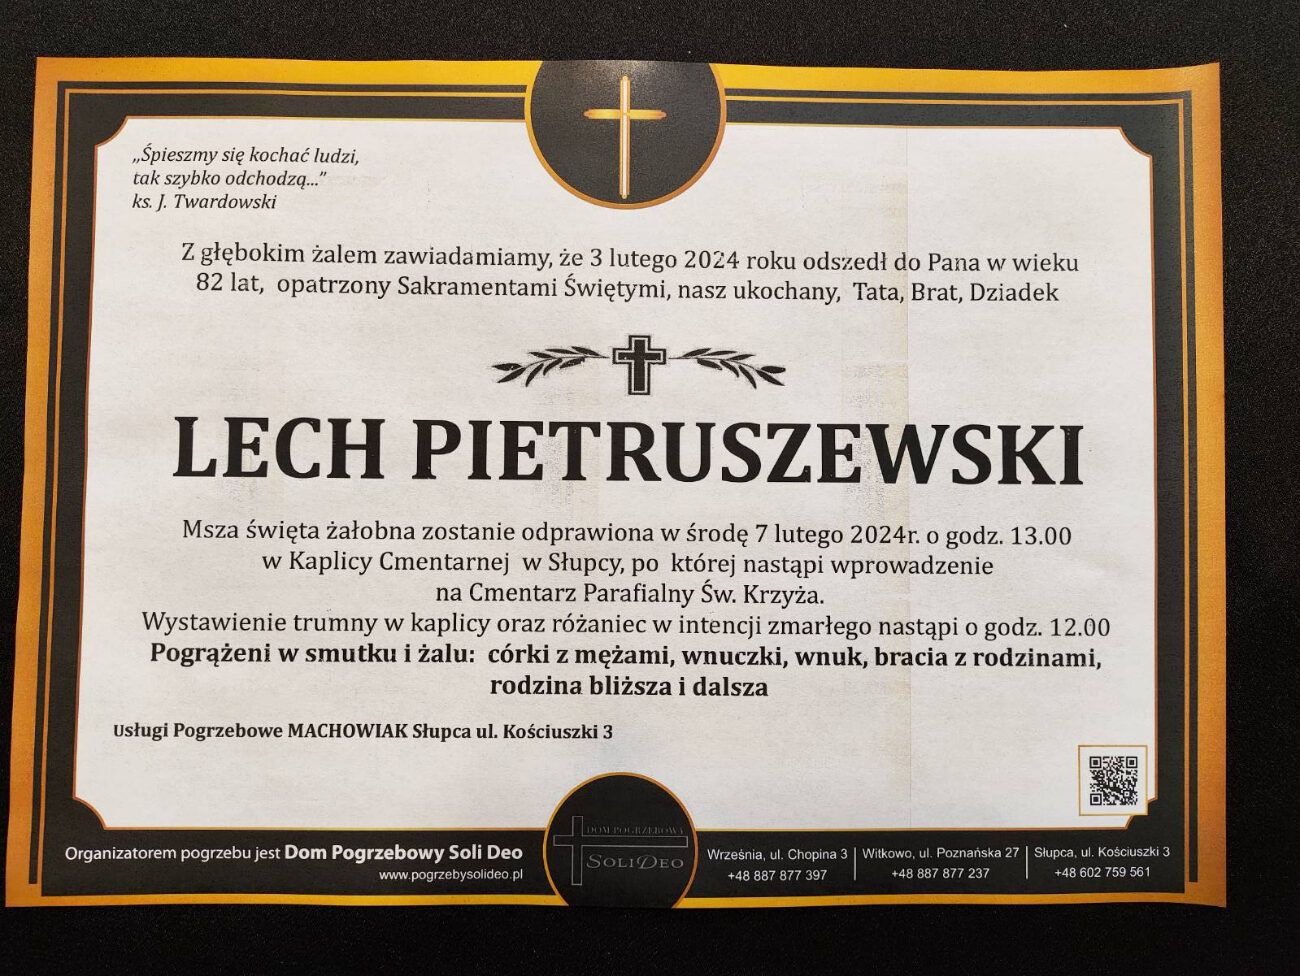 „Śpieszmy się kochać ludzi,
tak szybko odchodzą..."
ks. J. Twardowski
Z głębokim żalem zawiadamiamy, że 3 lutego 2024 roku odszedł do Pana w wieku
82 lat, opatrzony Sakramentami Świętymi, nasz ukochany, Tata, Brat, Dziadek
LECH PIETRUSZEWSKI
Msza święta żałobna zostanie odprawiona w środę 7 lutego 2024r. o godz. 13.00
w Kaplicy Cmentarnej w Słupcy, po której nastąpi wprowadzenie
na Cmentarz Parafialny Św. Krzyża.
Wystawienie trumny w kaplicy oraz różaniec w intencji zmarłego nastąpi o godz. 12.00
Pogrążeni w smutku i żalu: córki z mężami, wnuczki, wnuk, bracia z rodzinami,
rodzina bliższa i dalsza
Usługi Pogrzebowe MACHOWIAK Słupca ul. Kościuszki 3
Organizatorem pogrzebu jest Dom Pogrzebowy Soli Deo
www.pogrzebysolideo.pl
DOM POGRZEBOWY
SOLI DEO
Września, ul. Chopina 3
+48 887 877 397
Witkowo, ul. Poznańska 27
+48 887 877 237
Słupca, ul. Kościuszki 3
+48 602 759 561